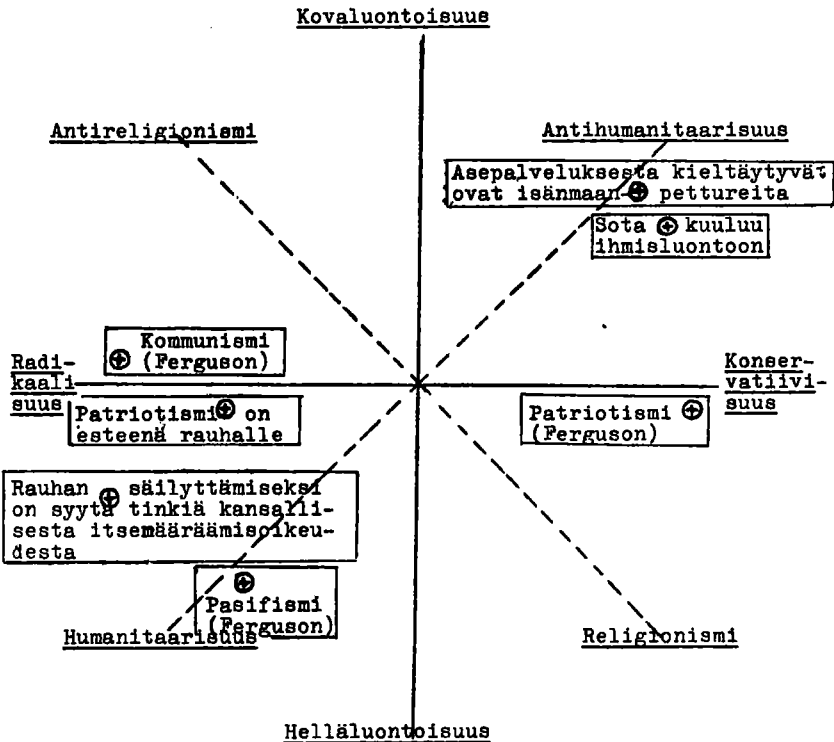 Kovaluontoisuus
Antireligionismi
Antihumanitaarisuus
Asepalveluksesta kieltäytyvät
ovat isänmaan pettureita
Sota kuuluu
ihmisluontoon
Kommunismi
(Ferguson)
Radi-
kaali
suus
Konser-
vatiivi-
suus
Patriotismi on
esteenä rauhalle
Patriotismi
(Ferguson)
Rauhan säilyttämiseksi
on syytä tinkiä kansalli-
sesta itsemääräämisoikeu-
desta
Pasifismi
(Ferguson)
Humanitaarisuus
Religionismi
Helläluontoisuus